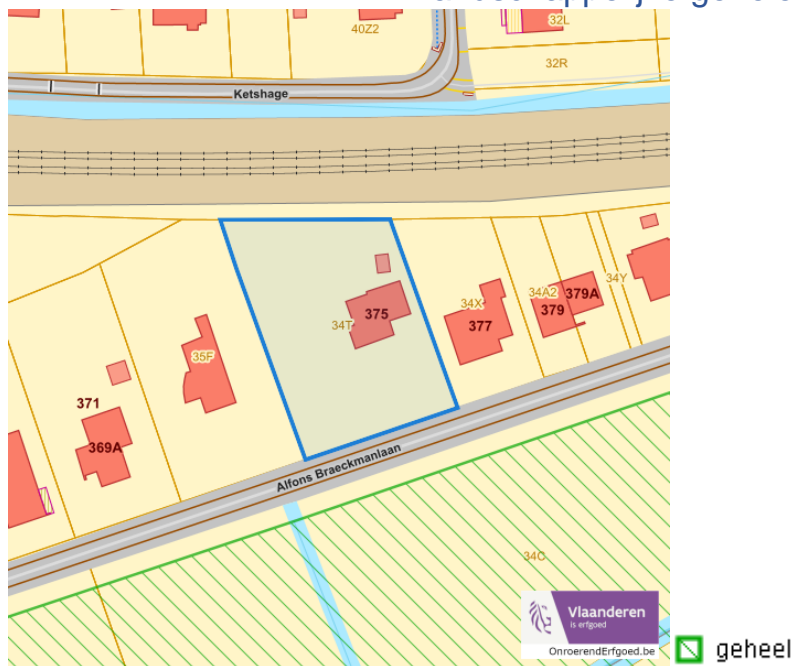 40Z2
32L
32R
Ketshage
34Y
34A2
379A
34X
379
375
34T
377
35F
371
369A
Alfons Braeckmanlaan
34C
Vlaanderen
is erfgoed
OnroerendErfgoed.be
geheel